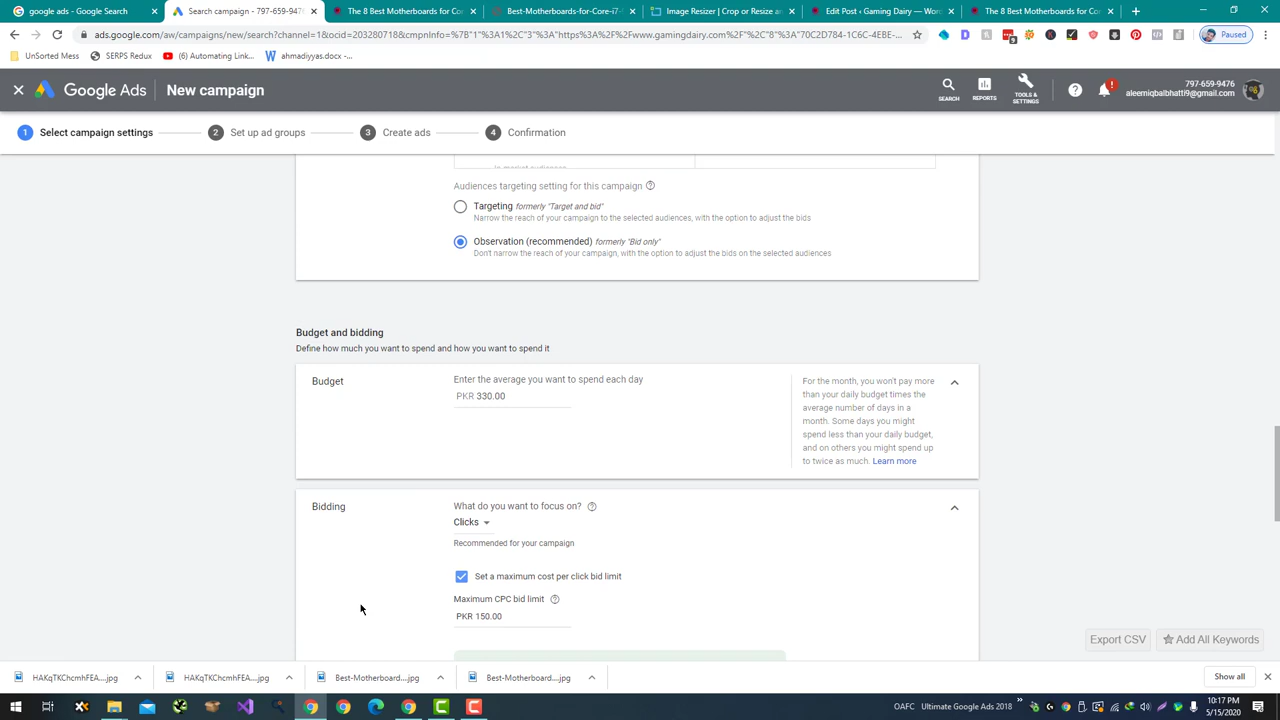 google ads - Google Search
Search campaign - 797-659-9476
The 8 Best Motherboards for Co
Best-Motherboards-for-Core-i7-
Image Resizer | Crop or Resize an
Edit Post ‹ Gaming Dairy — Wor
The 8 Best Motherboards for Co
ads.google.com/aw/campaigns/new/search?channel=1&ocid=203280718&cmpnInfo=%7B"1"%3A1%2C"3"%3A"https%3A%2F%2Fwww.gamingdairy.com%2F"%2C"8"%3A"70C2D784-1C6C-4EBE-...
Paused
UnSorted Mess
SERPS Redux
(6) Automating Link...
ahmadiyyas.docx -...
Google Ads
New campaign
SEARCH
REPORTS
TOOLS & SETTINGS
797-659-9476
aleemiqbalbhatti9@gmail.com
1 Select campaign settings
2 Set up ad groups
3 Create ads
4 Confirmation
In-market audiences
Audiences targeting setting for this campaign
Targeting formerly "Target and bid"
Narrow the reach of your campaign to the selected audiences, with the option to adjust the bids
Observation (recommended) formerly "Bid only"
Don't narrow the reach of your campaign, with the option to adjust the bids on the selected audiences
Budget and bidding
Define how much you want to spend and how you want to spend it
Budget
Enter the average you want to spend each day
PKR 330.00
For the month, you won't pay more
than your daily budget times the
average number of days in a
month. Some days you might
spend less than your daily budget,
and on others you might spend up
to twice as much. Learn more
Bidding
What do you want to focus on?
Clicks
Recommended for your campaign
Set a maximum cost per click bid limit
Maximum CPC bid limit
PKR 150.00
Export CSV
Add All Keywords
HAKqTKChcmhFEA....jpg
HAKqTKChcmhFEA....jpg
Best-Motherboard....jpg
Best-Motherboard....jpg
Show all
OAFC
Ultimate Google Ads 2018
10:17 PM
5/15/2020